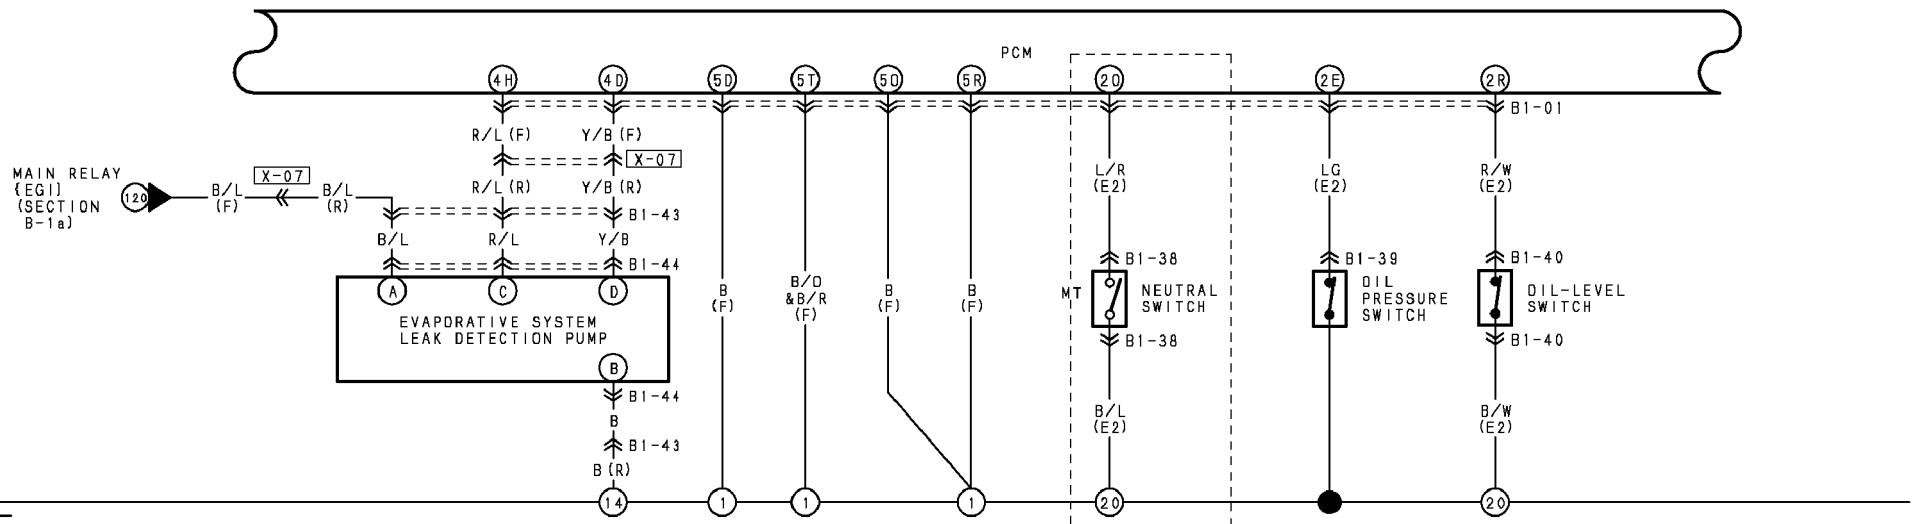 PCM
4H 4D 5D 5T 5O 5R 2O 2E 2R
B1-01
R/L (F) Y/B (F)
X-07
MAIN RELAY
(EGI)
(SECTION
B-1a)
120
B/L
(F)
X-07
B/L
(R)
R/L (R) Y/B (R)
B1-43
B/L R/L Y/B
B1-44
A C D
EVAPORATIVE SYSTEM
LEAK DETECTION PUMP
B
B1-44
B
B1-43
B (R)
B
(F)
B/O
&B/R
(F)
B
(F)
B
(F)
L/R
(E2)
B1-38
MT
NEUTRAL
SWITCH
B1-38
B/L
(E2)
LG
(E2)
B1-39
OIL
PRESSURE
SWITCH
R/W
(E2)
B1-40
OIL-LEVEL
SWITCH
B1-40
B/W
(E2)
14 1 1 1 20 20